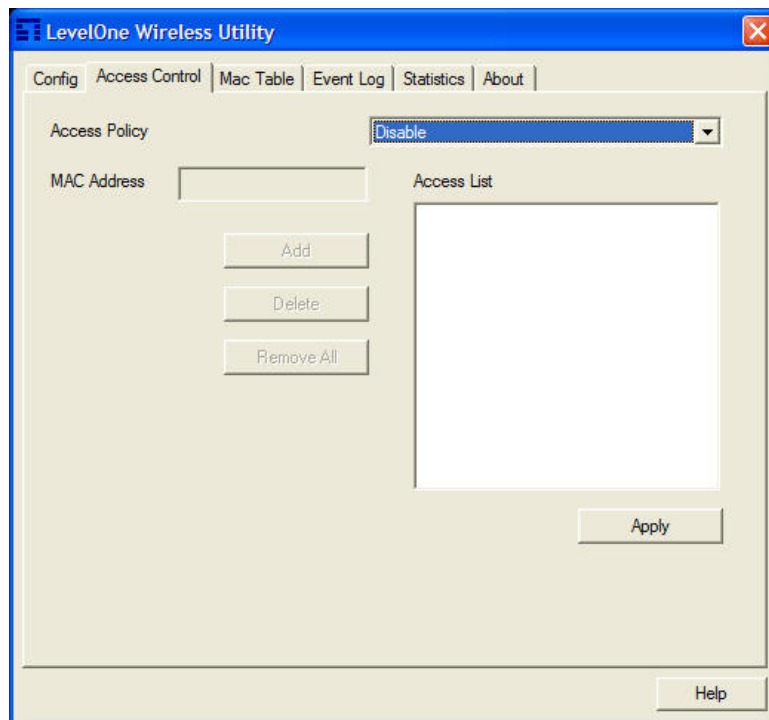 LevelOne Wireless Utility
Config Access Control Mac Table Event Log Statistics About
Access Policy Disable
MAC Address Access List
Add
Delete
Remove All
Apply
Help